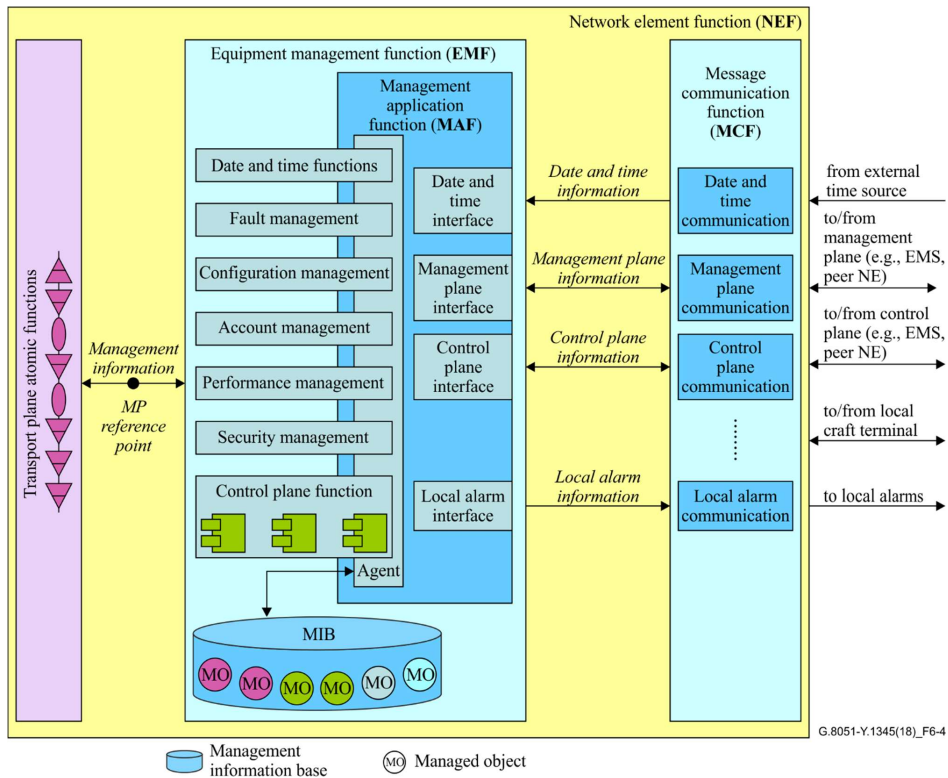 Network element function (NEF)
Transport plane atomic functions
Management
information
MP
reference
point
Equipment management function (EMF)
Management
application
function (MAF)
Date and time functions
Fault management
Configuration management
Account management
Performance management
Security management
Control plane function
Agent
Date and
time
interface
Management
plane
interface
Control
plane
interface
Local alarm
interface
MIB
MO
MO
MO
MO
MO
MO
Date and time
information
Management plane
information
Control plane
information
Local alarm
information
Message
communication
function
(MCF)
Date and
time
communication
Management
plane
communication
Control
plane
communication
Local alarm
communication
from external
time source
to/from
management
plane (e.g., EMS,
peer NE)
to/from control
plane (e.g., EMS,
peer NE)
to/from local
craft terminal
to local alarms
G.8051-Y.1345(18)_F6-4
Management
information base
MO
Managed object